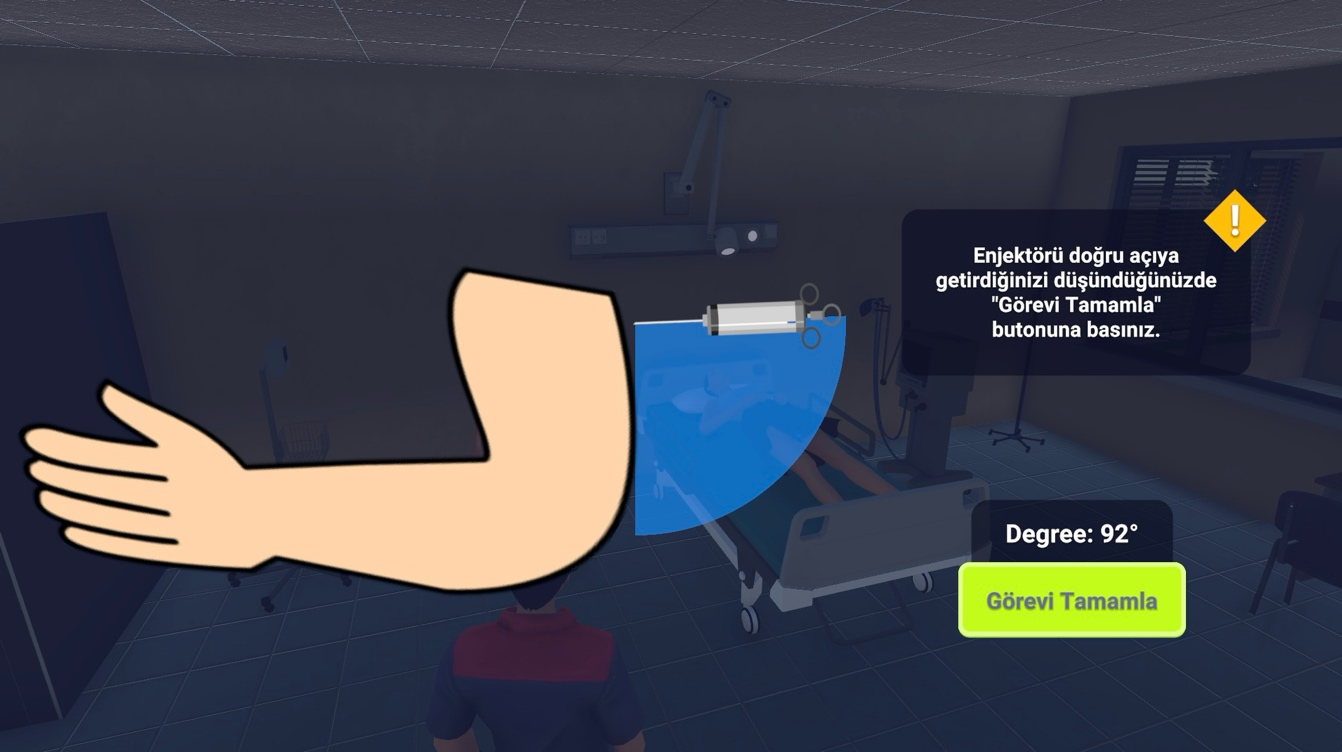 Enjektörü doğru açıya
getirdiğinizi düşündüğünüzde
"Görevi Tamamla"
butonuna basınız.
Degree: 92°
Görevi Tamamla